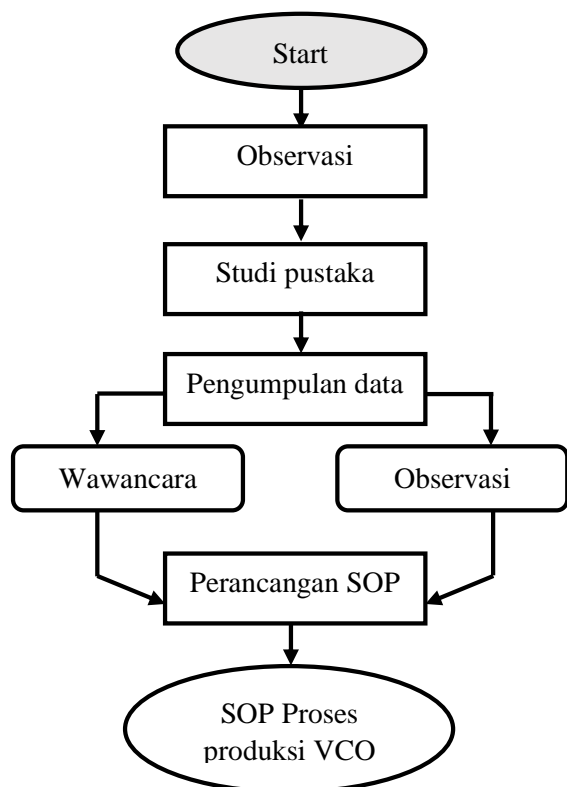 Start
Observasi
Studi pustaka
Pengumpulan data
Wawancara
Observasi
Perancangan SOP
SOP Proses
produksi VCO